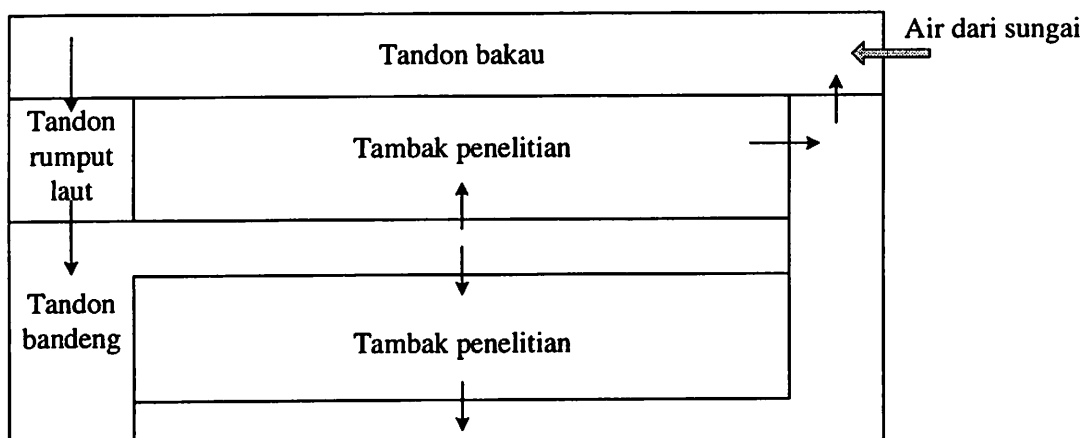 Air dari sungai
Tandon bakau
Tandon
rumput
laut
Tambak penelitian
Tandon
bandeng
Tambak penelitian